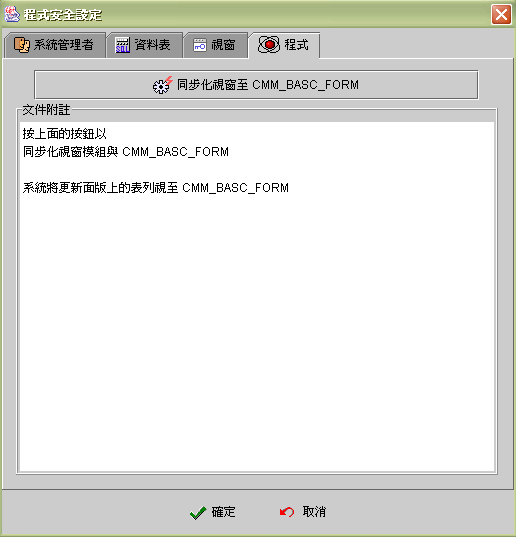 程式安全設定
系統管理者
資料表
視窗
程式
同步化視窗至 CMM_BASC_FORM
文件附註
按上面的按鈕以
同步化視窗模組與 CMM_BASC_FORM
系統將更新面版上的表列視至 CMM_BASC_FORM
確定
取消